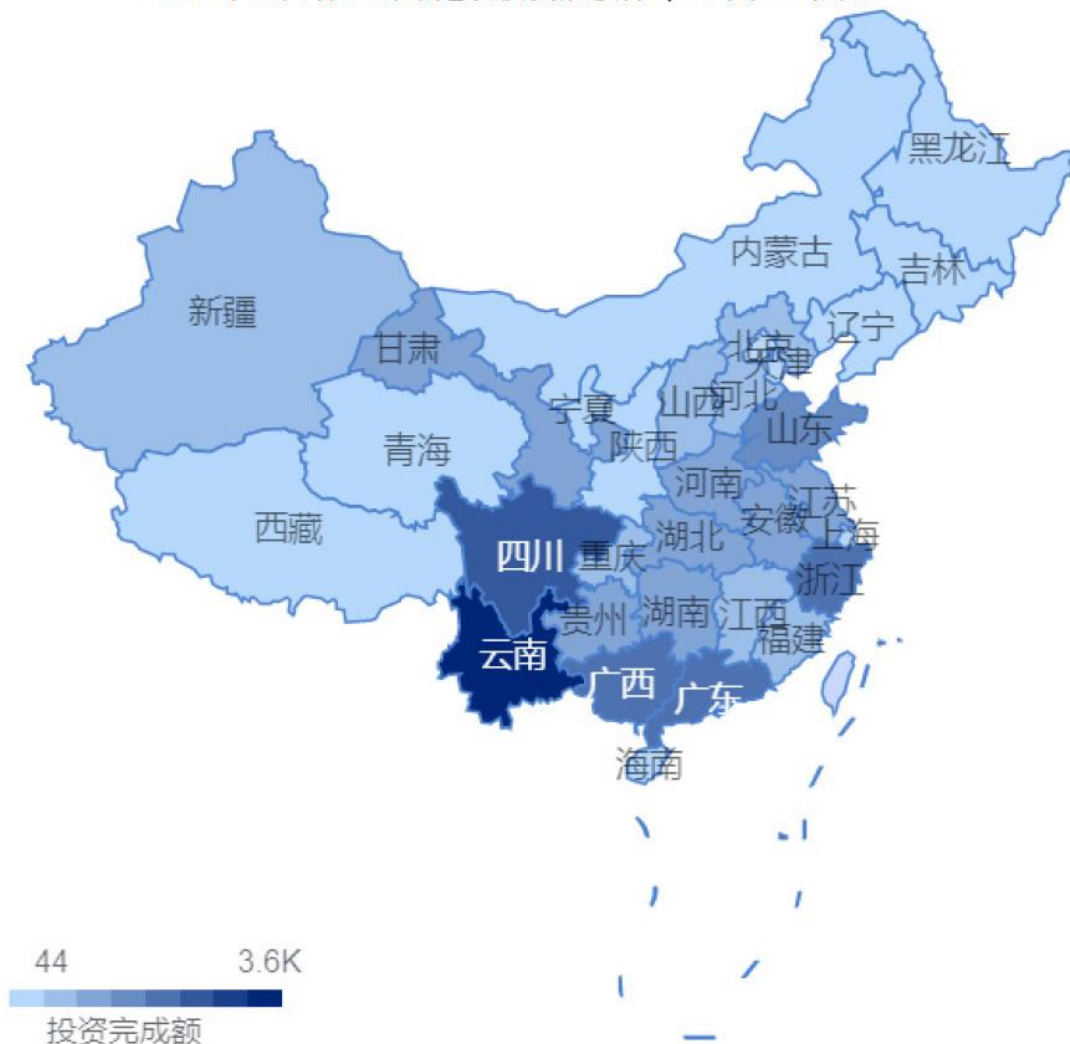 黑龙江
内蒙古
吉林
新疆
辽宁
北京
甘肃
天津
河北
宁夏
山西
山东
陕西
青海
河南
江苏
安徽
西藏
上海
湖北
四川
重庆
浙江
湖南
江西
贵州
福建
云南
广西
广东
海南
44 3.6K
投资完成额